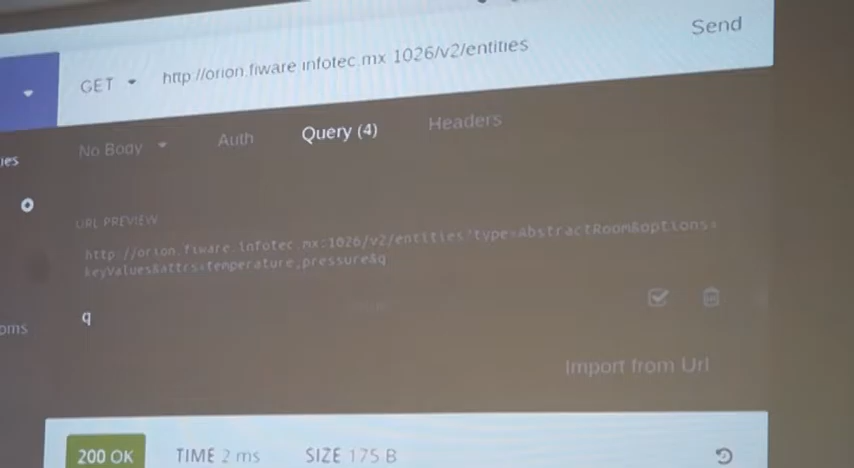 GET http://orion.fiware.infotec.mx 1026/v2/entities Send
No Body Auth Query (4) Headers
ies
URL PREVIEW
http://orion.fiware.infotec.mx:1026/v2/entities?type=AbstractRoom&options=
keyValues&attrs=temperature,pressure&q
q
oms
Import from Url
200 OK TIME 2 ms SIZE 175 B